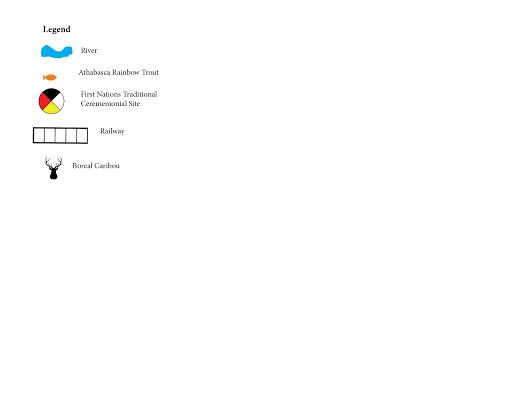 Legend
River
Athabasca Rainbow Trout
First Nations Traditional
Cerememonial Site
Railway
Boreal Caribou